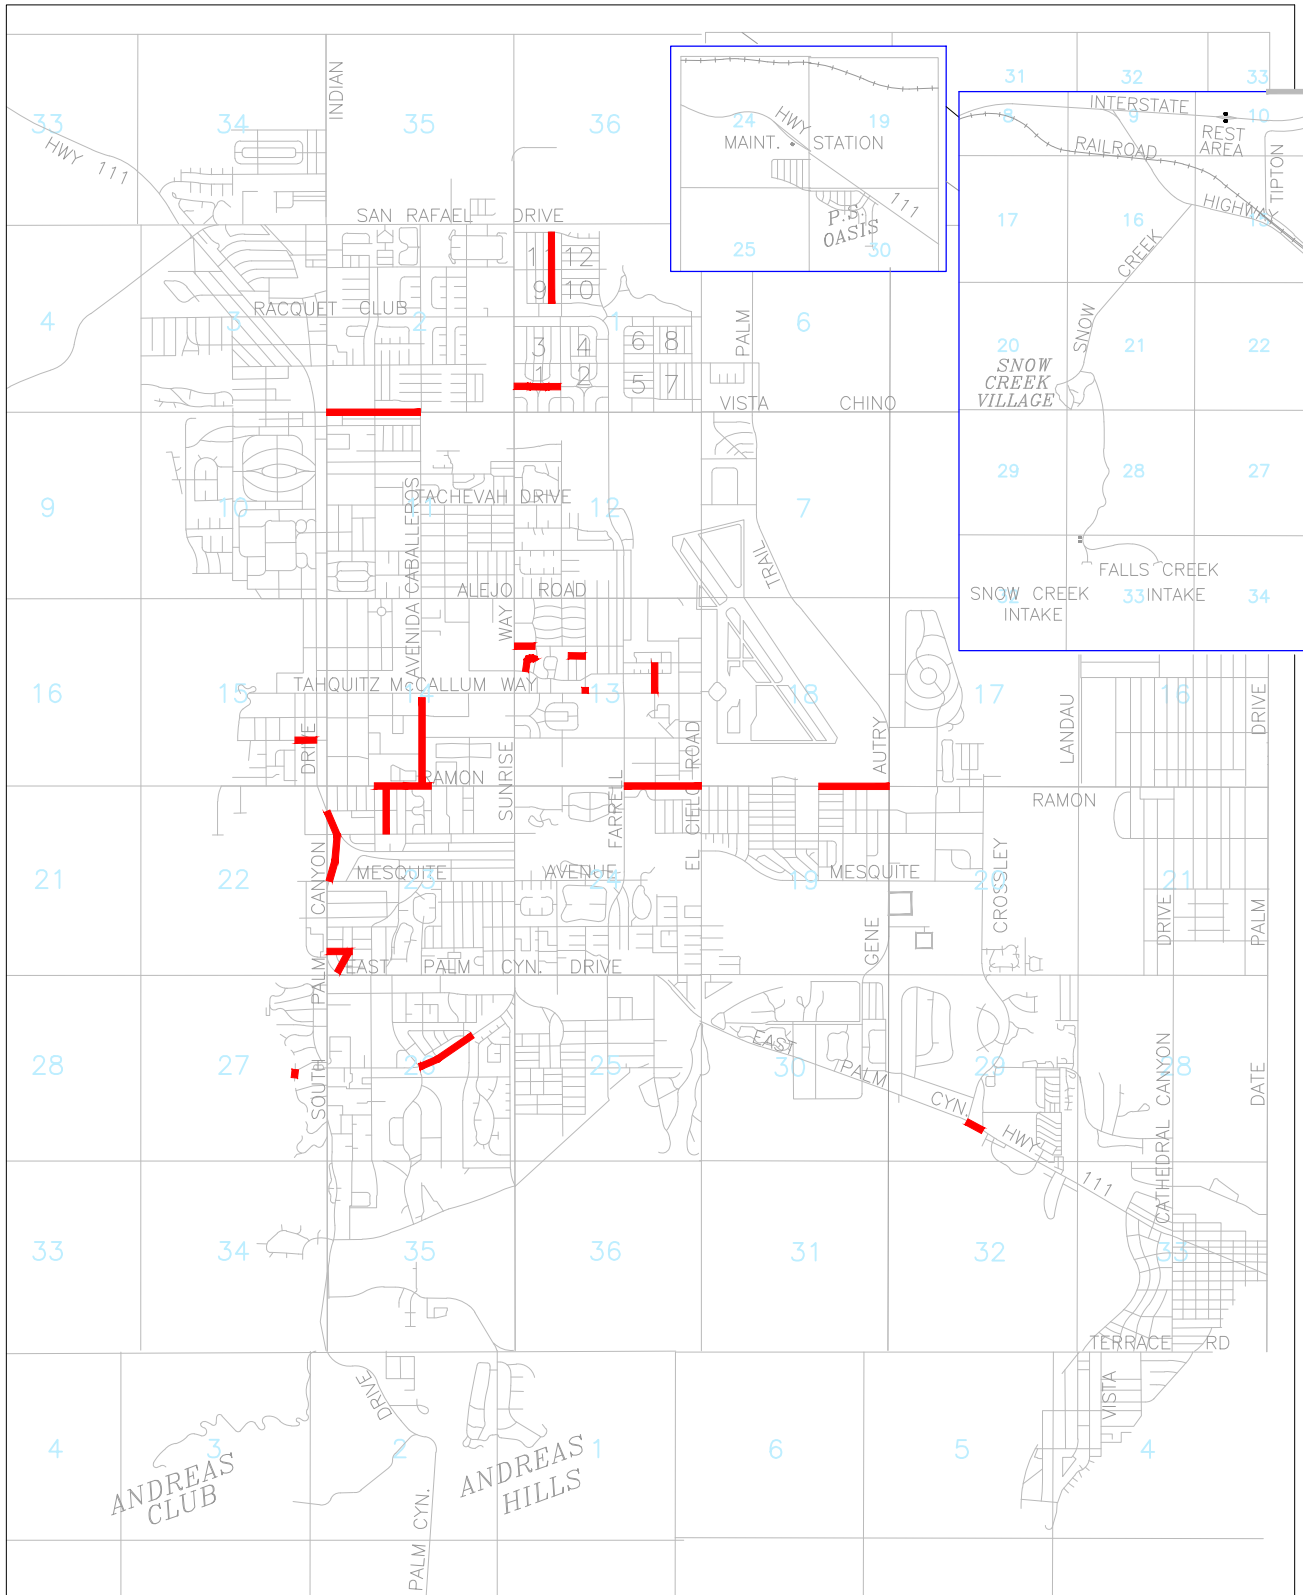 31
32
33
INDIAN
INTERSTATE
33
34
35
36
24
19
8
9
10
HWY
REST
AREA
MAINT. STATION
RAILROAD
HWY 111
TIPTON
111
HIGHWAY
SAN RAFAEL DRIVE
P.S.
OASIS
17
16
15
25
30
11
12
CREEK
9
10
RACQUET CLUB
4
3
2
1
6
PALM
SNOW
3
4
6
8
20
21
22
SNOW
CREEK
VILLAGE
1
2
5
7
VISTA CHINO
29
28
27
AVENIDA CABALLEROS
TACHEVAH DRIVE
9
10
11
12
7
TRAIL
FALLS CREEK
INTAKE
ALEJO ROAD
SNOW CREEK
INTAKE
32
33
34
WAY
TAHQUITZ McCALLUM WAY
16
15
14
13
18
17
16
LANDAU
DRIVE
DRIVE
SUNRISE
EL CIELO ROAD
AUTRY
RAMON
FARRELL
RAMON
CANYON
MESQUITE AVENUE
MESQUITE
21
22
23
24
19
20
21
CROSSLEY
GENE
DRIVE
PALM
PALM
EAST PALM CYN. DRIVE
SOUTH
28
27
26
25
30
29
28
EAST PALM CYN.
HWY 111
CATHEDRAL CANYON
DATE
33
34
35
36
31
32
33
TERRACE RD
DRIVE
VISTA
4
3
2
1
6
5
4
ANDREAS
CLUB
ANDREAS
HILLS
PALM CYN.